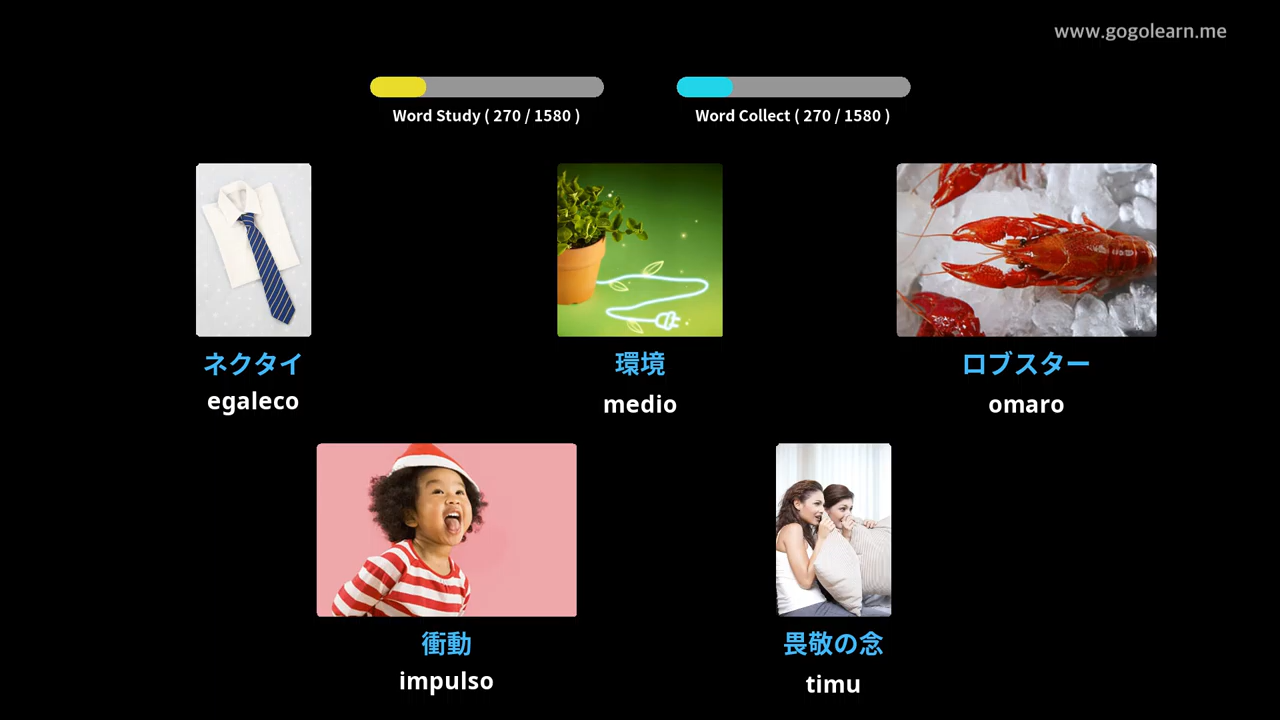 www.gogolearn.me
Word Study ( 270 / 1580 )
Word Collect ( 270 / 1580 )
ネクタイ
egaleco
環境
medio
ロブスター
omaro
衝動
impulso
畏敬の念
timu